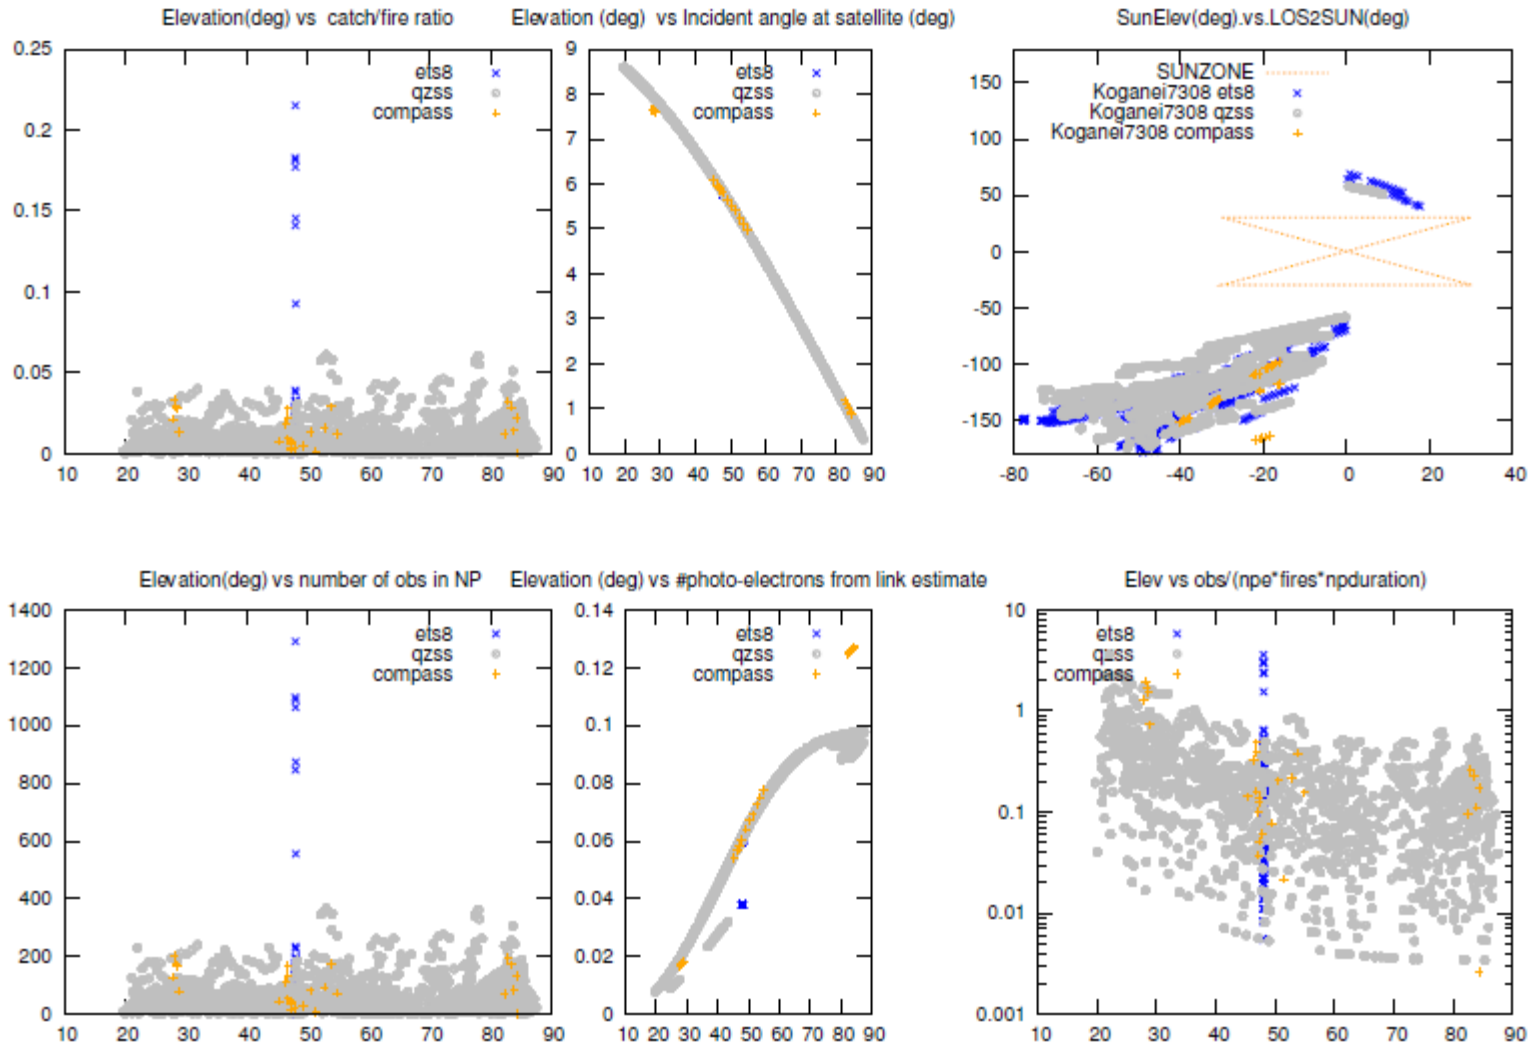 Elevation(deg) vs catch/fire ratio
0.25
0.2
0.15
0.1
0.05
0
10 20 30 40 50 60 70 80 90
ets8
qzss
compass
Elevation (deg) vs Incident angle at satellite (deg)
9
8
7
6
5
4
3
2
1
0
10 20 30 40 50 60 70 80 90
ets8
qzss
compass
SunElev(deg).vs.LOS2SUN(deg)
150
100
50
0
-50
-100
-150
-80 -60 -40 -20 0 20 40
SUNZONE
Koganei7308 ets8
Koganei7308 qzss
Koganei7308 compass
Elevation(deg) vs number of obs in NP
1400
1200
1000
800
600
400
200
0
10 20 30 40 50 60 70 80 90
ets8
qzss
compass
Elevation (deg) vs #photo-electrons from link estimate
0.14
0.12
0.1
0.08
0.06
0.04
0.02
0
10 20 30 40 50 60 70 80 90
ets8
qzss
compass
Elev vs obs/(npe*fires*npduration)
10
1
0.1
0.01
0.001
10 20 30 40 50 60 70 80 90
ets8
qzss
compass